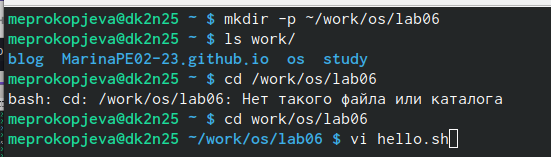 meprokopjeva@dk2n25 ~ $ mkdir -p ~/work/os/lab06
meprokopjeva@dk2n25 ~ $ ls work/
blog MarinaPE02-23.github.io os study
meprokopjeva@dk2n25 ~ $ cd /work/os/lab06
bash: cd: /work/os/lab06: Нет такого файла или каталога
meprokopjeva@dk2n25 ~ $ cd work/os/lab06
meprokopjeva@dk2n25 ~/work/os/lab06 $ vi hello.sh